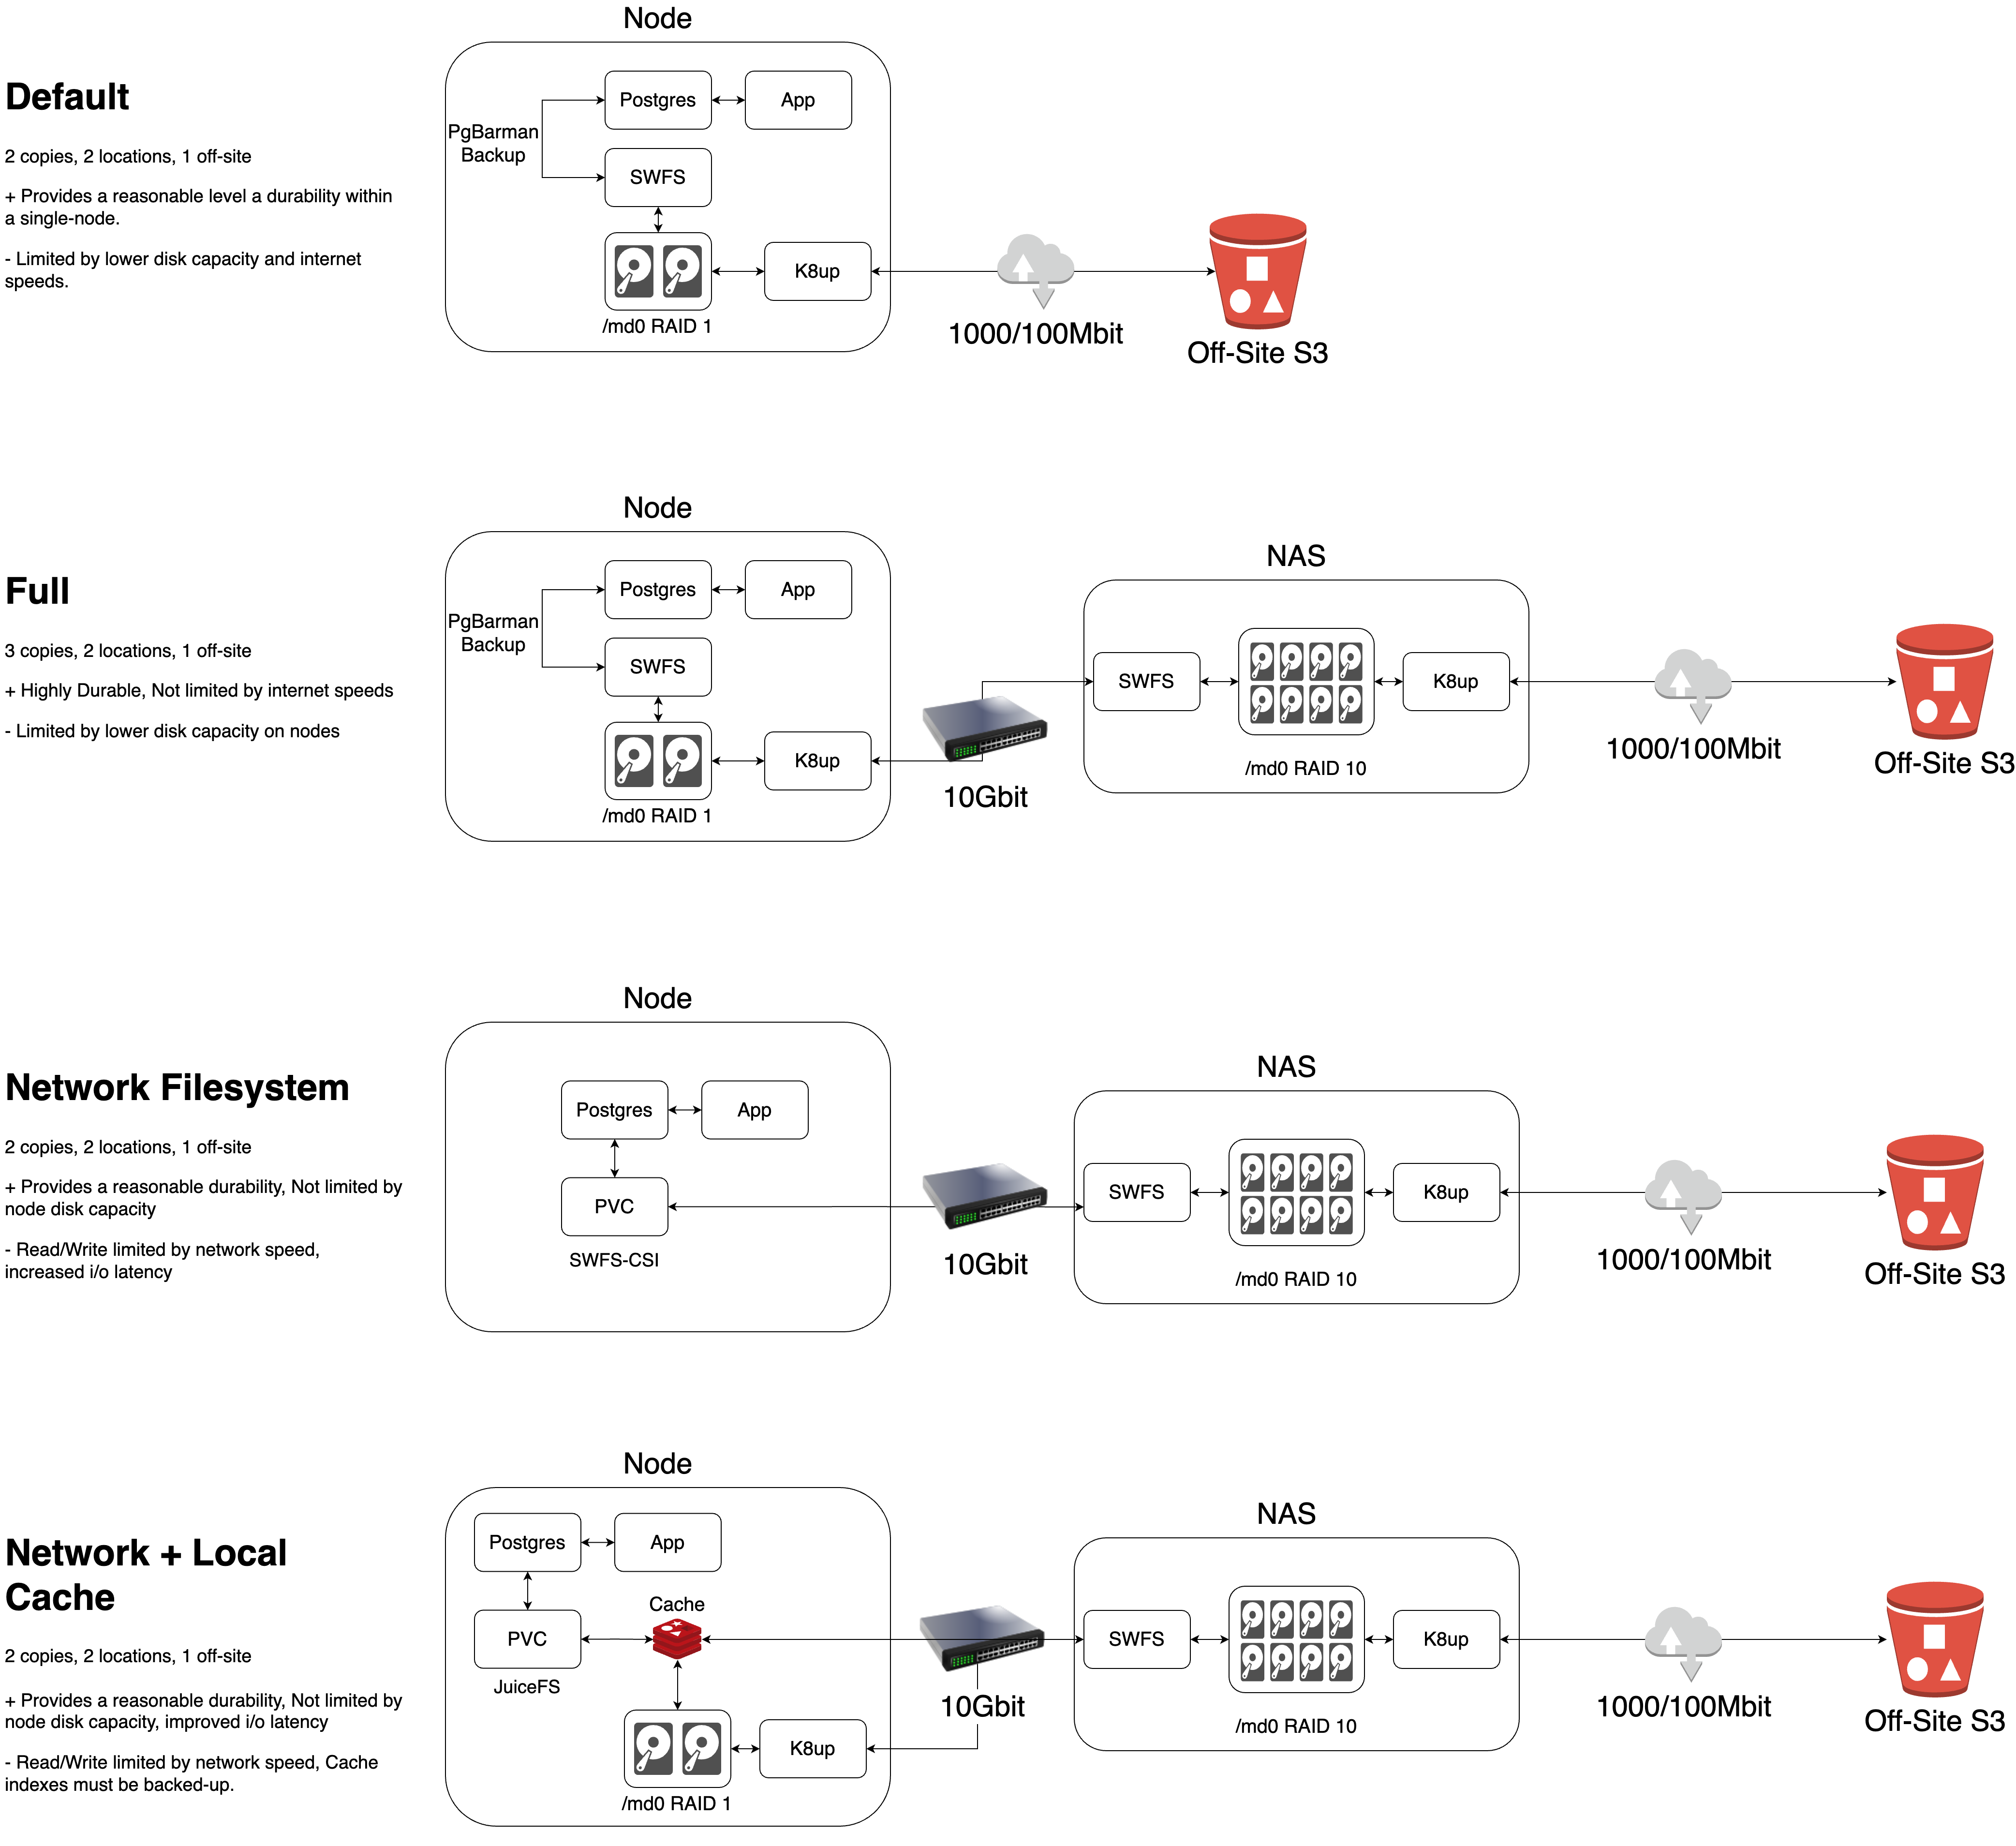 Node
Default
2 copies, 2 locations, 1 off-site
+ Provides a reasonable level a durability within
a single-node.
- Limited by lower disk capacity and internet
speeds.
PgBarman
Backup
Postgres
App
SWFS
K8up
/md0 RAID 1
1000/100Mbit
Off-Site S3
Node
Full
3 copies, 2 locations, 1 off-site
+ Highly Durable, Not limited by internet speeds
- Limited by lower disk capacity on nodes
PgBarman
Backup
Postgres
App
SWFS
K8up
/md0 RAID 1
10Gbit
NAS
SWFS
K8up
/md0 RAID 10
1000/100Mbit
Off-Site S3
Node
Network Filesystem
2 copies, 2 locations, 1 off-site
+ Provides a reasonable durability, Not limited by
node disk capacity
- Read/Write limited by network speed,
increased i/o latency
Postgres
App
PVC
SWFS-CSI
10Gbit
NAS
SWFS
K8up
/md0 RAID 10
1000/100Mbit
Off-Site S3
Node
Network + Local
Cache
2 copies, 2 locations, 1 off-site
+ Provides a reasonable durability, Not limited by
node disk capacity, improved i/o latency
- Read/Write limited by network speed, Cache
indexes must be backed-up.
Postgres
App
Cache
PVC
JuiceFS
K8up
/md0 RAID 1
10Gbit
NAS
SWFS
K8up
/md0 RAID 10
1000/100Mbit
Off-Site S3